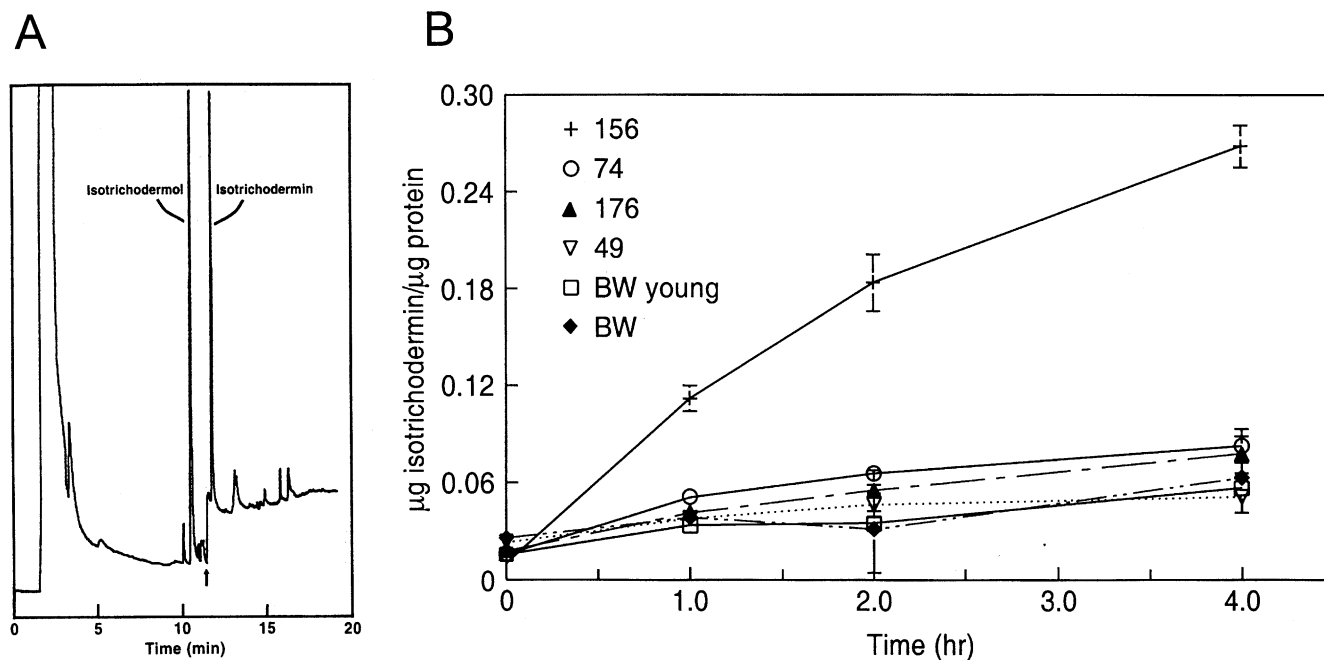 A
Isotrichodermol
Isotrichodermin
0 5 10 15 20
Time (min)
B
µg isotrichodermin/µg protein
0.30
0.24
0.18
0.12
0.06
0
156
74
176
49
BW young
BW
0 1.0 2.0 3.0 4.0
Time (hr)